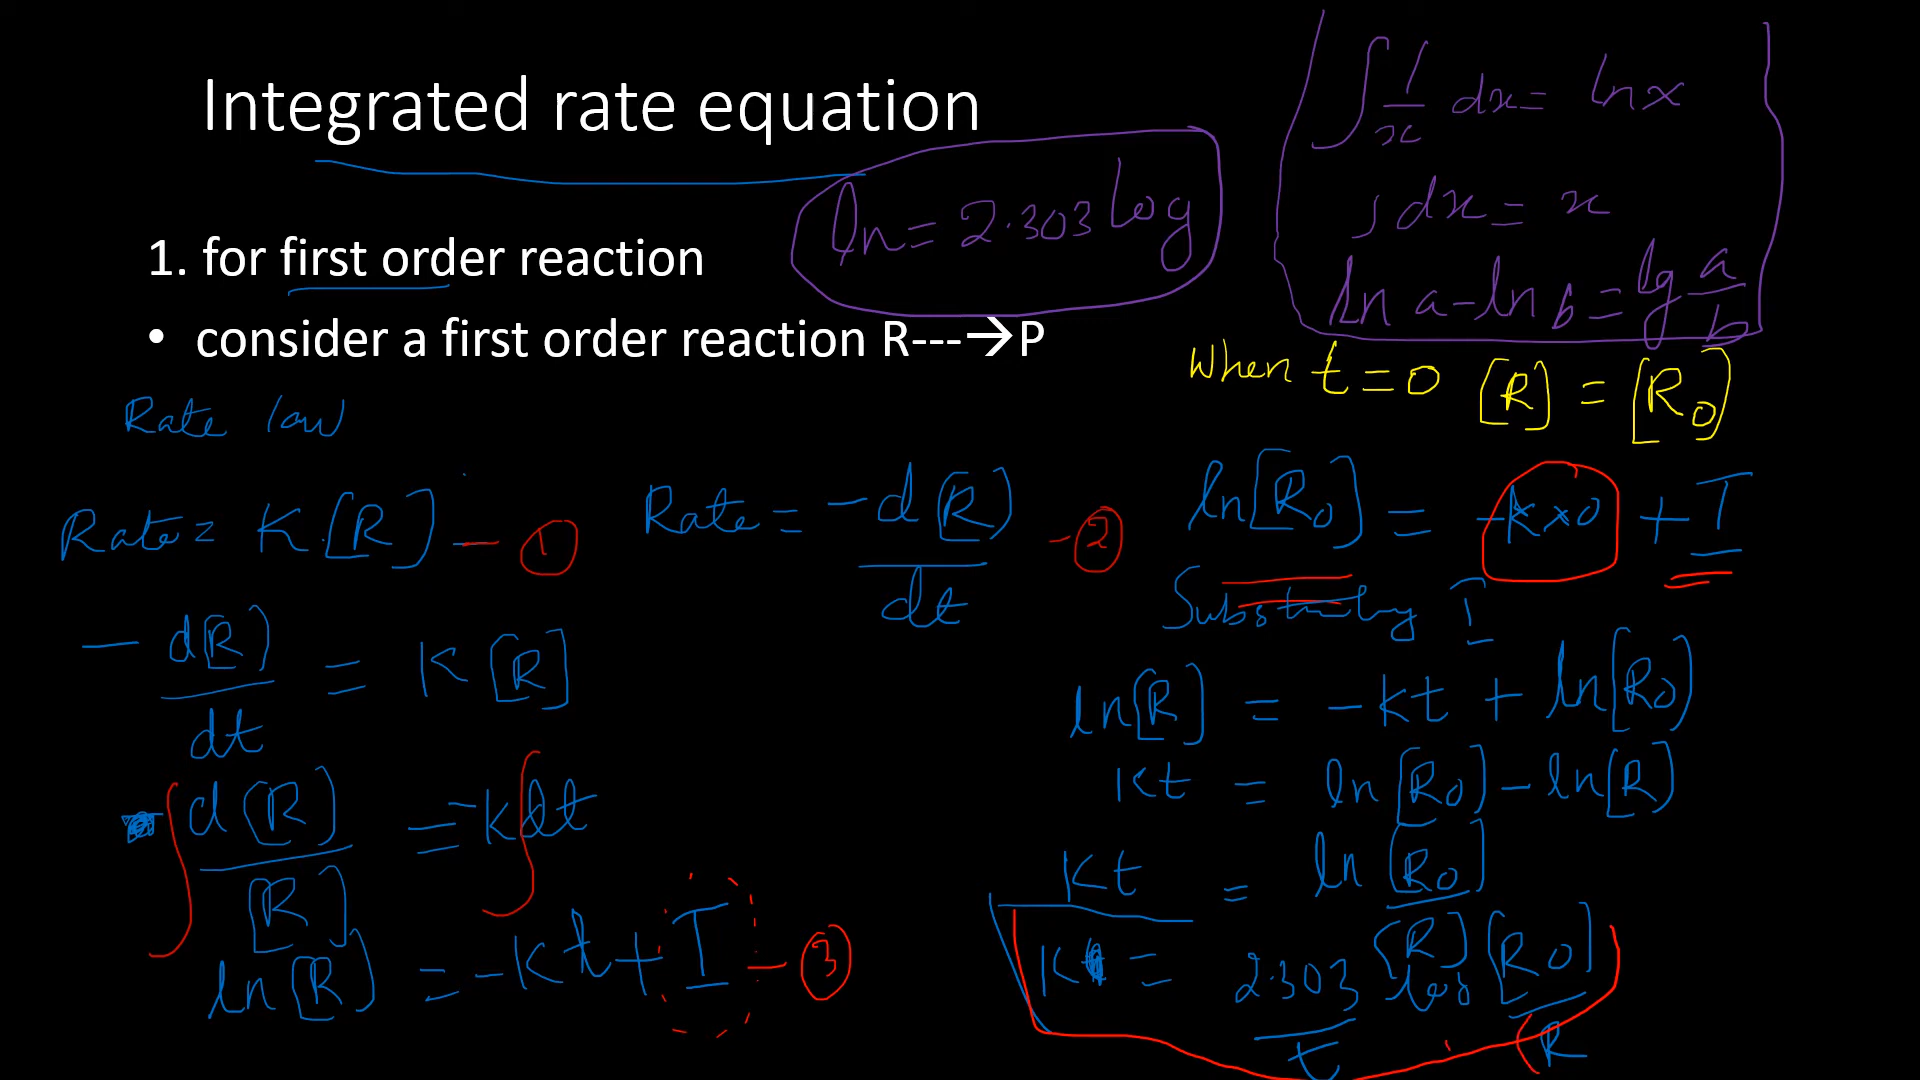 Integrated rate equation
∫ 1/x dx = ln x
ln = 2.303 log
∫ dx = x
1. for first order reaction
ln a - ln b = lg a/b
• consider a first order reaction R---→P
When t = 0 [R] = [R0]
Rate law
Rate = K [R] - ①
Rate = -d[R]/dt - ②
ln[R0] = -k×0 + I
I
- d[R]/dt = K [R]
ln[R] = -kt + ln[R0]
d[R]/[R] = -k dt
∫ ∫
kt = ln[R0] - ln[R]
kt = ln [R0]/[R]
ln[R] = -kt + I - ③
K = 2.303/t log [R0]/[R